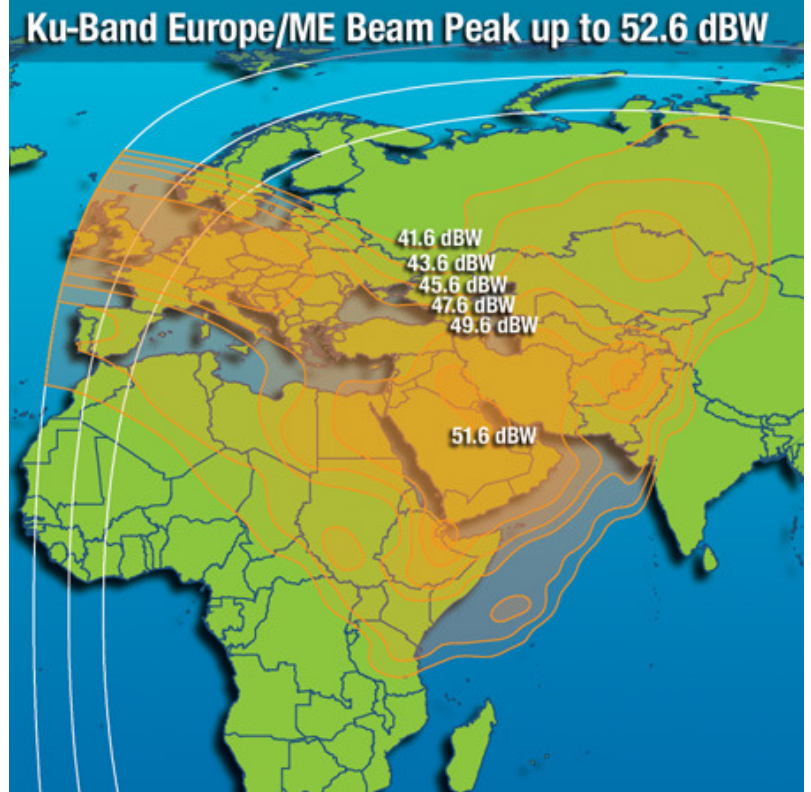 Ku-Band Europe/ME Beam Peak up to 52.6 dBW
41.6 dBW
43.6 dBW
45.6 dBW
47.6 dBW
49.6 dBW
51.6 dBW